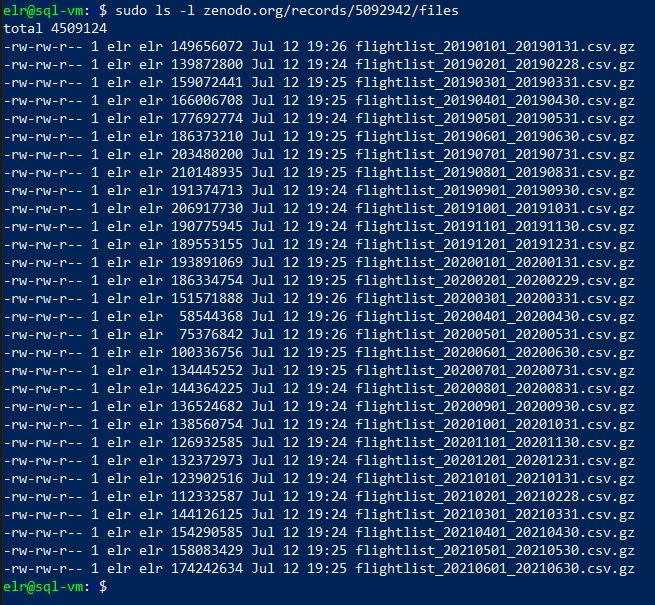 elr@sql-vm: $ sudo ls -l zenodo.org/records/5092942/files
total 4509124
-rw-rw-r-- 1 elr elr 149656072 Jul 12 19:26 flightlist_20190101_20190131.csv.gz
-rw-rw-r-- 1 elr elr 139872800 Jul 12 19:24 flightlist_20190201_20190228.csv.gz
-rw-rw-r-- 1 elr elr 159072441 Jul 12 19:25 flightlist_20190301_20190331.csv.gz
-rw-rw-r-- 1 elr elr 166006708 Jul 12 19:25 flightlist_20190401_20190430.csv.gz
-rw-rw-r-- 1 elr elr 177692774 Jul 12 19:24 flightlist_20190501_20190531.csv.gz
-rw-rw-r-- 1 elr elr 186373210 Jul 12 19:25 flightlist_20190601_20190630.csv.gz
-rw-rw-r-- 1 elr elr 203480200 Jul 12 19:25 flightlist_20190701_20190731.csv.gz
-rw-rw-r-- 1 elr elr 210148935 Jul 12 19:25 flightlist_20190801_20190831.csv.gz
-rw-rw-r-- 1 elr elr 191374713 Jul 12 19:24 flightlist_20190901_20190930.csv.gz
-rw-rw-r-- 1 elr elr 206917730 Jul 12 19:24 flightlist_20191001_20191031.csv.gz
-rw-rw-r-- 1 elr elr 190775945 Jul 12 19:24 flightlist_20191101_20191130.csv.gz
-rw-rw-r-- 1 elr elr 189553155 Jul 12 19:24 flightlist_20191201_20191231.csv.gz
-rw-rw-r-- 1 elr elr 193891069 Jul 12 19:25 flightlist_20200101_20200131.csv.gz
-rw-rw-r-- 1 elr elr 186334754 Jul 12 19:25 flightlist_20200201_20200229.csv.gz
-rw-rw-r-- 1 elr elr 151571888 Jul 12 19:26 flightlist_20200301_20200331.csv.gz
-rw-rw-r-- 1 elr elr  58544368 Jul 12 19:26 flightlist_20200401_20200430.csv.gz
-rw-rw-r-- 1 elr elr  75376842 Jul 12 19:26 flightlist_20200501_20200531.csv.gz
-rw-rw-r-- 1 elr elr 100336756 Jul 12 19:25 flightlist_20200601_20200630.csv.gz
-rw-rw-r-- 1 elr elr 134445252 Jul 12 19:25 flightlist_20200701_20200731.csv.gz
-rw-rw-r-- 1 elr elr 144364225 Jul 12 19:24 flightlist_20200801_20200831.csv.gz
-rw-rw-r-- 1 elr elr 136524682 Jul 12 19:24 flightlist_20200901_20200930.csv.gz
-rw-rw-r-- 1 elr elr 138560754 Jul 12 19:24 flightlist_20201001_20201031.csv.gz
-rw-rw-r-- 1 elr elr 126932585 Jul 12 19:24 flightlist_20201101_20201130.csv.gz
-rw-rw-r-- 1 elr elr 132372973 Jul 12 19:24 flightlist_20201201_20201231.csv.gz
-rw-rw-r-- 1 elr elr 123902516 Jul 12 19:24 flightlist_20210101_20210131.csv.gz
-rw-rw-r-- 1 elr elr 112332587 Jul 12 19:24 flightlist_20210201_20210228.csv.gz
-rw-rw-r-- 1 elr elr 144126125 Jul 12 19:24 flightlist_20210301_20210331.csv.gz
-rw-rw-r-- 1 elr elr 154290585 Jul 12 19:24 flightlist_20210401_20210430.csv.gz
-rw-rw-r-- 1 elr elr 158083429 Jul 12 19:25 flightlist_20210501_20210530.csv.gz
-rw-rw-r-- 1 elr elr 174242634 Jul 12 19:25 flightlist_20210601_20210630.csv.gz
elr@sql-vm: $